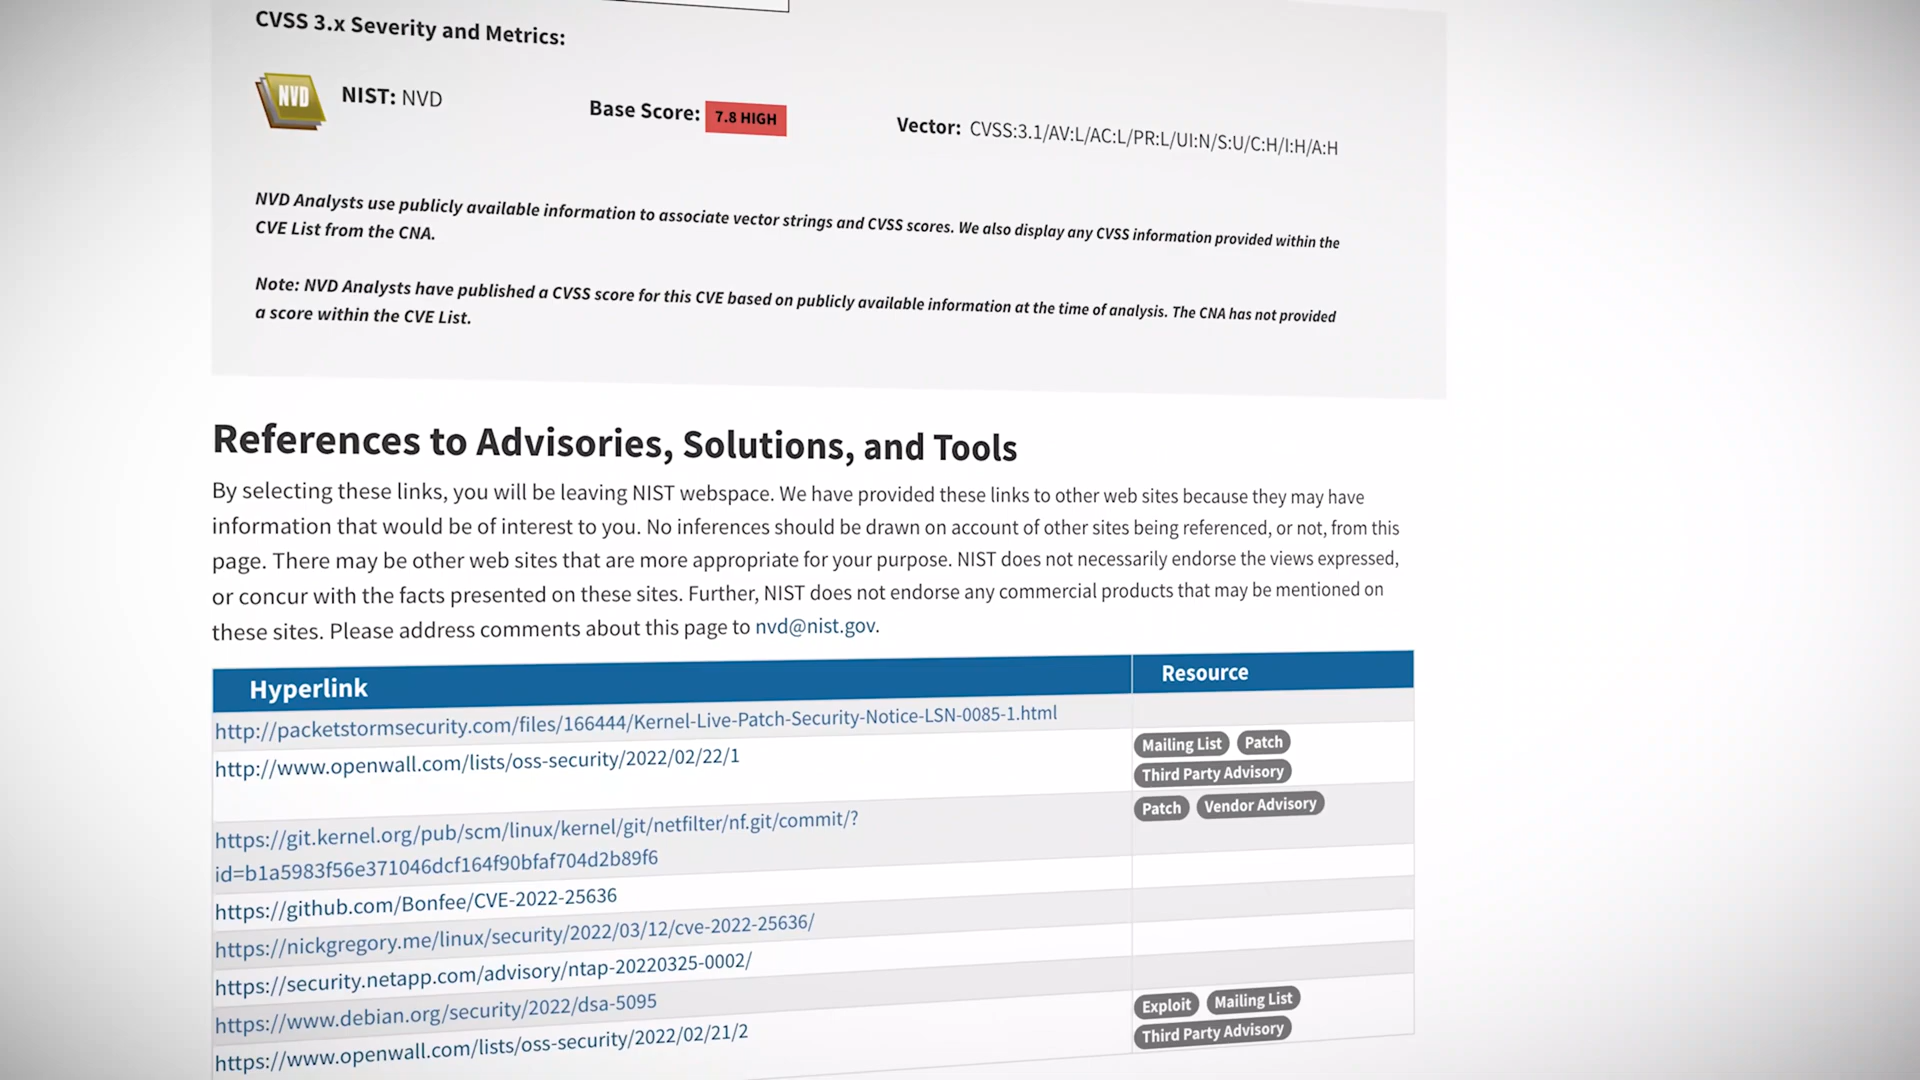 CVSS 3.x Severity and Metrics:
NVD
NIST: NVD
Base Score: 7.8 HIGH
Vector: CVSS:3.1/AV:L/AC:L/PR:L/UI:N/S:U/C:H/I:H/A:H
NVD Analysts use publicly available information to associate vector strings and CVSS scores. We also display any CVSS information provided within the
CVE List from the CNA.
Note: NVD Analysts have published a CVSS score for this CVE based on publicly available information at the time of analysis. The CNA has not provided
a score within the CVE List.
References to Advisories, Solutions, and Tools
By selecting these links, you will be leaving NIST webspace. We have provided these links to other web sites because they may have
information that would be of interest to you. No inferences should be drawn on account of other sites being referenced, or not, from this
page. There may be other web sites that are more appropriate for your purpose. NIST does not necessarily endorse the views expressed,
or concur with the facts presented on these sites. Further, NIST does not endorse any commercial products that may be mentioned on
these sites. Please address comments about this page to nvd@nist.gov.
Hyperlink
Resource
http://packetstormsecurity.com/files/166444/Kernel-Live-Patch-Security-Notice-LSN-0085-1.html
http://www.openwall.com/lists/oss-security/2022/02/22/1
Mailing List Patch
Third Party Advisory
https://git.kernel.org/pub/scm/linux/kernel/git/netfilter/nf.git/commit/?
id=b1a5983f56e371046dcf164f90bfaf704d2b89f6
Patch Vendor Advisory
https://github.com/Bonfee/CVE-2022-25636
https://nickgregory.me/linux/security/2022/03/12/cve-2022-25636/
https://security.netapp.com/advisory/ntap-20220325-0002/
https://www.debian.org/security/2022/dsa-5095
https://www.openwall.com/lists/oss-security/2022/02/21/2
Exploit Mailing List
Third Party Advisory